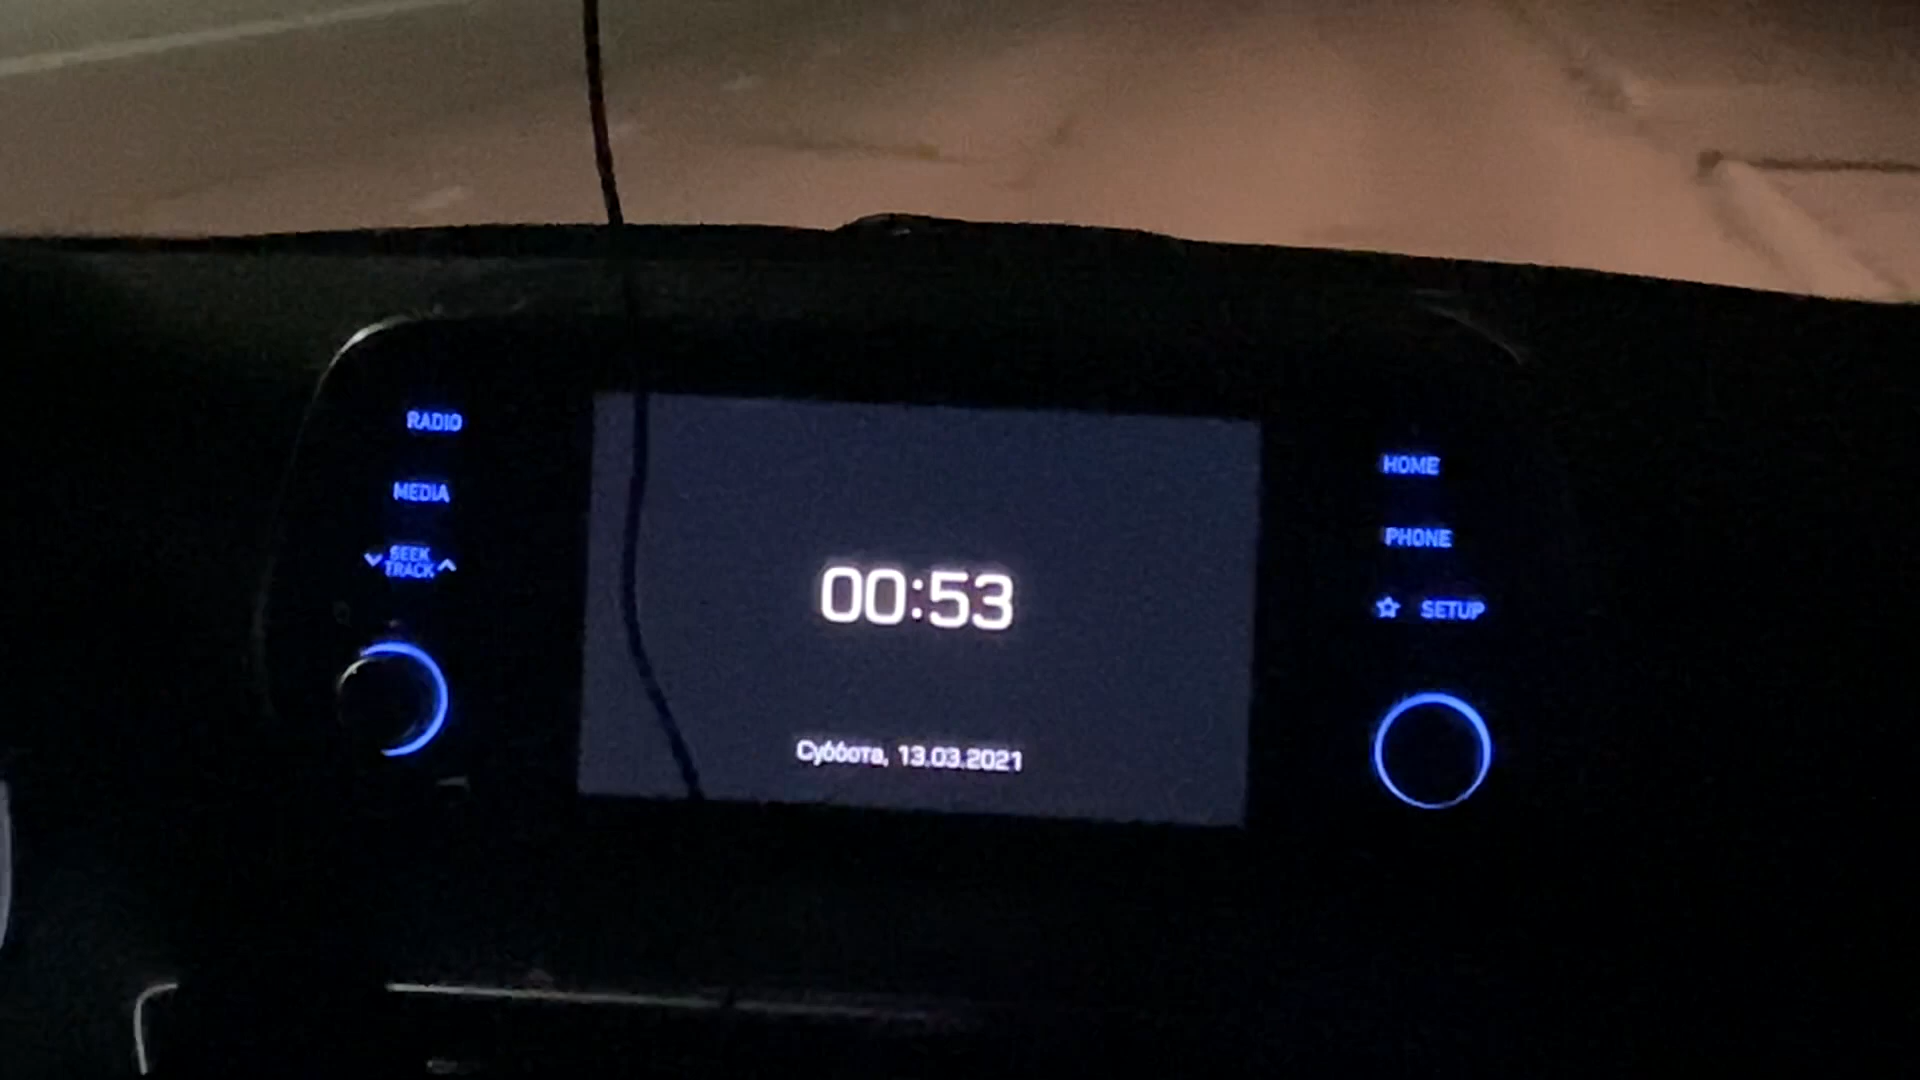 RADIO
MEDIA
SEEK
TRACK
00:53
Суббота, 13.03.2021
HOME
PHONE
SETUP